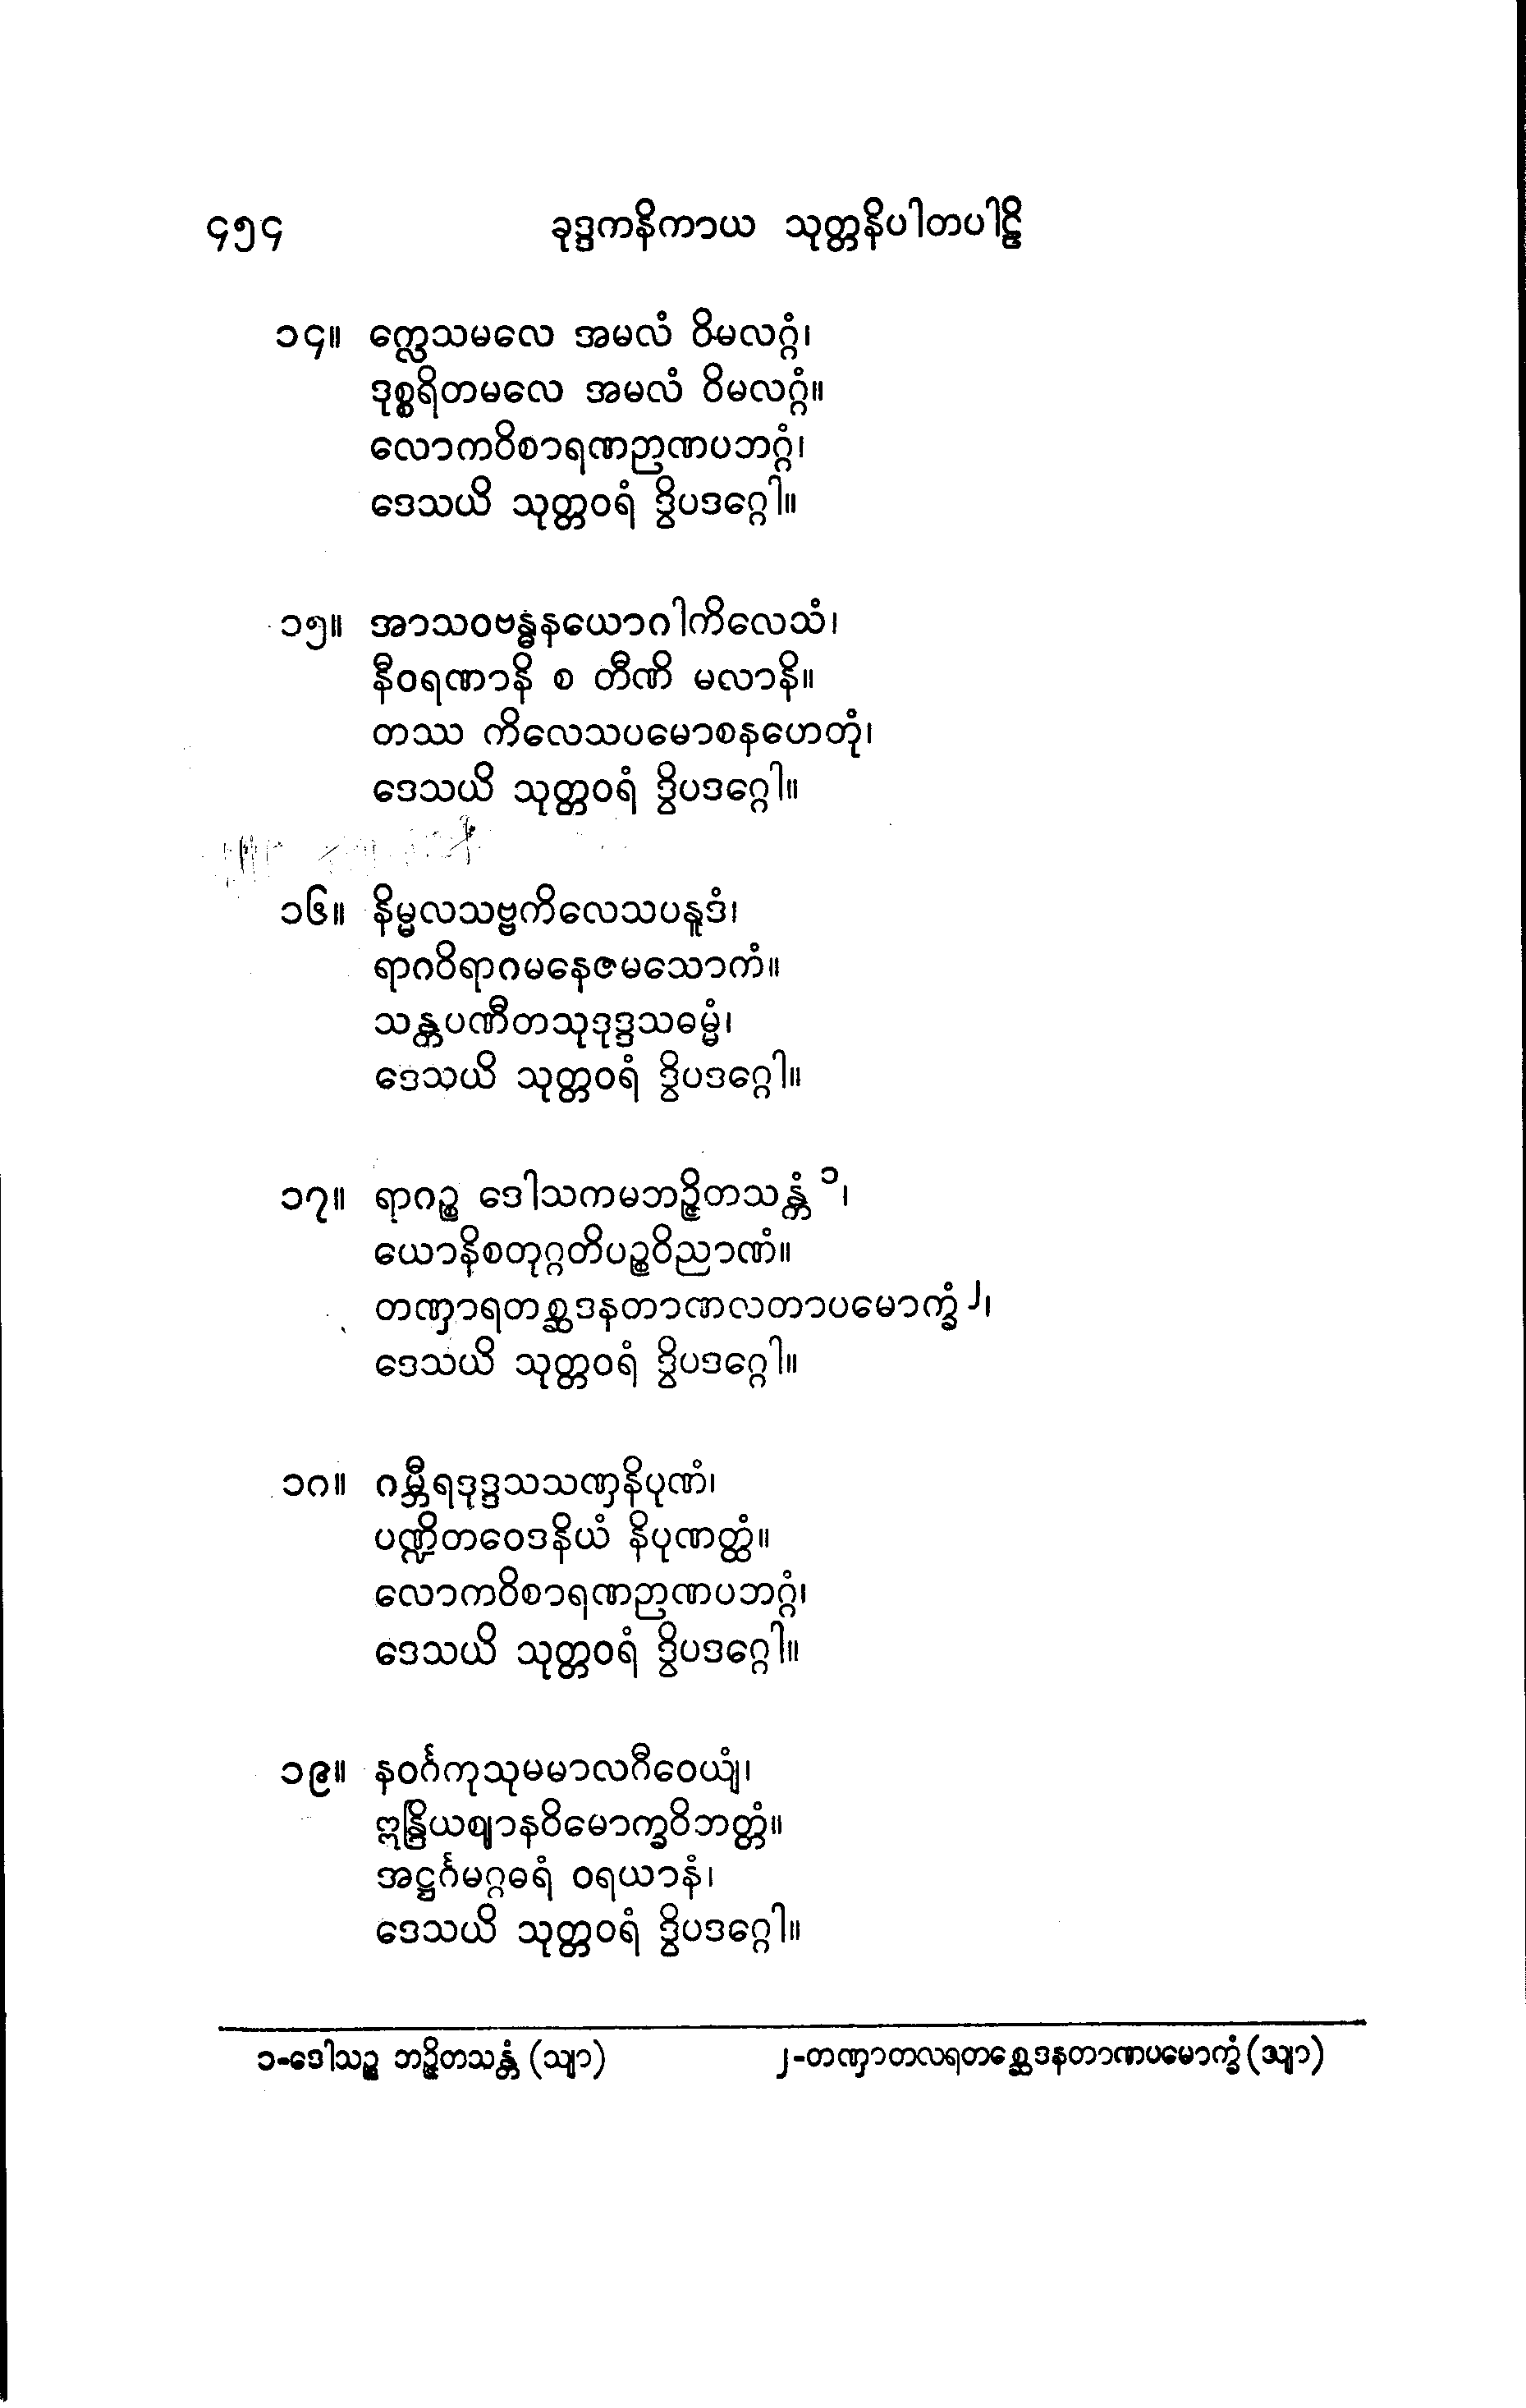 ၄၅၄ ခုဒ္ဒကနိကာယ သုတ္တနိပါတပါဠိ
၁၄။ က္လေသမလေ အမလံ ဝိမလဂ္ဂံ၊
ဒုစ္စရိတမလေ အမလံ ဝိမလဂ္ဂံ။
လောကဝိစာရဏဉာဏပဘဂ္ဂံ၊
ဒေသယိ သုတ္တဝရံ ဒွိပဒဂ္ဂေါ။
၁၅။ အာသဝဗန္ဓနယောဂါကိလေသံ၊
နီဝရဏာနိ စ တီဏိ မလာနိ။
တဿ ကိလေသပမောစနဟေတုံ၊
ဒေသယိ သုတ္တဝရံ ဒွိပဒဂ္ဂေါ။
၁၆။ နိမ္မလသဗ္ဗကိလေသပနူဒံ၊
ရာဂဝိရာဂမနေဇမသောကံ။
သန္တပဏီတသုဒုဒ္ဒသဓမ္မံ၊
ဒေသယိ သုတ္တဝရံ ဒွိပဒဂ္ဂေါ။
၁၇။ ရာဂဉ္စ ဒေါသကမဘဉ္ဇိတသန္တံ ၁၊
ယောနိစတုဂ္ဂတိပဉ္စဝိညာဏံ။
တဏှာရတစ္ဆဒနတာဏလတာပမောက္ခံ ၂၊
ဒေသယိ သုတ္တဝရံ ဒွိပဒဂ္ဂေါ။
၁၈။ ဂမ္ဘီရဒုဒ္ဒသသဏှနိပုဏံ၊
ပဏ္ဍိတဝေဒနိယံ နိပုဏတ္ထံ။
လောကဝိစာရဏဉာဏပဘဂ္ဂံ၊
ဒေသယိ သုတ္တဝရံ ဒွိပဒဂ္ဂေါ။
၁၉။ နဝင်္ဂကုသုမမာလဂီဝေယျံ၊
ဣန္ဒြိယဈာနဝိမောက္ခဝိဘတ္တံ။
အဋ္ဌင်္ဂမဂ္ဂဓရံ ဝရယာနံ၊
ဒေသယိ သုတ္တဝရံ ဒွိပဒဂ္ဂေါ။
၁-ဒေါသဉ္စ ဘဉ္ဇိတသန္တံ (သျာ) ၂-တဏှာတလရတစ္ဆေဒနတာဏပမောက္ခံ (သျာ)